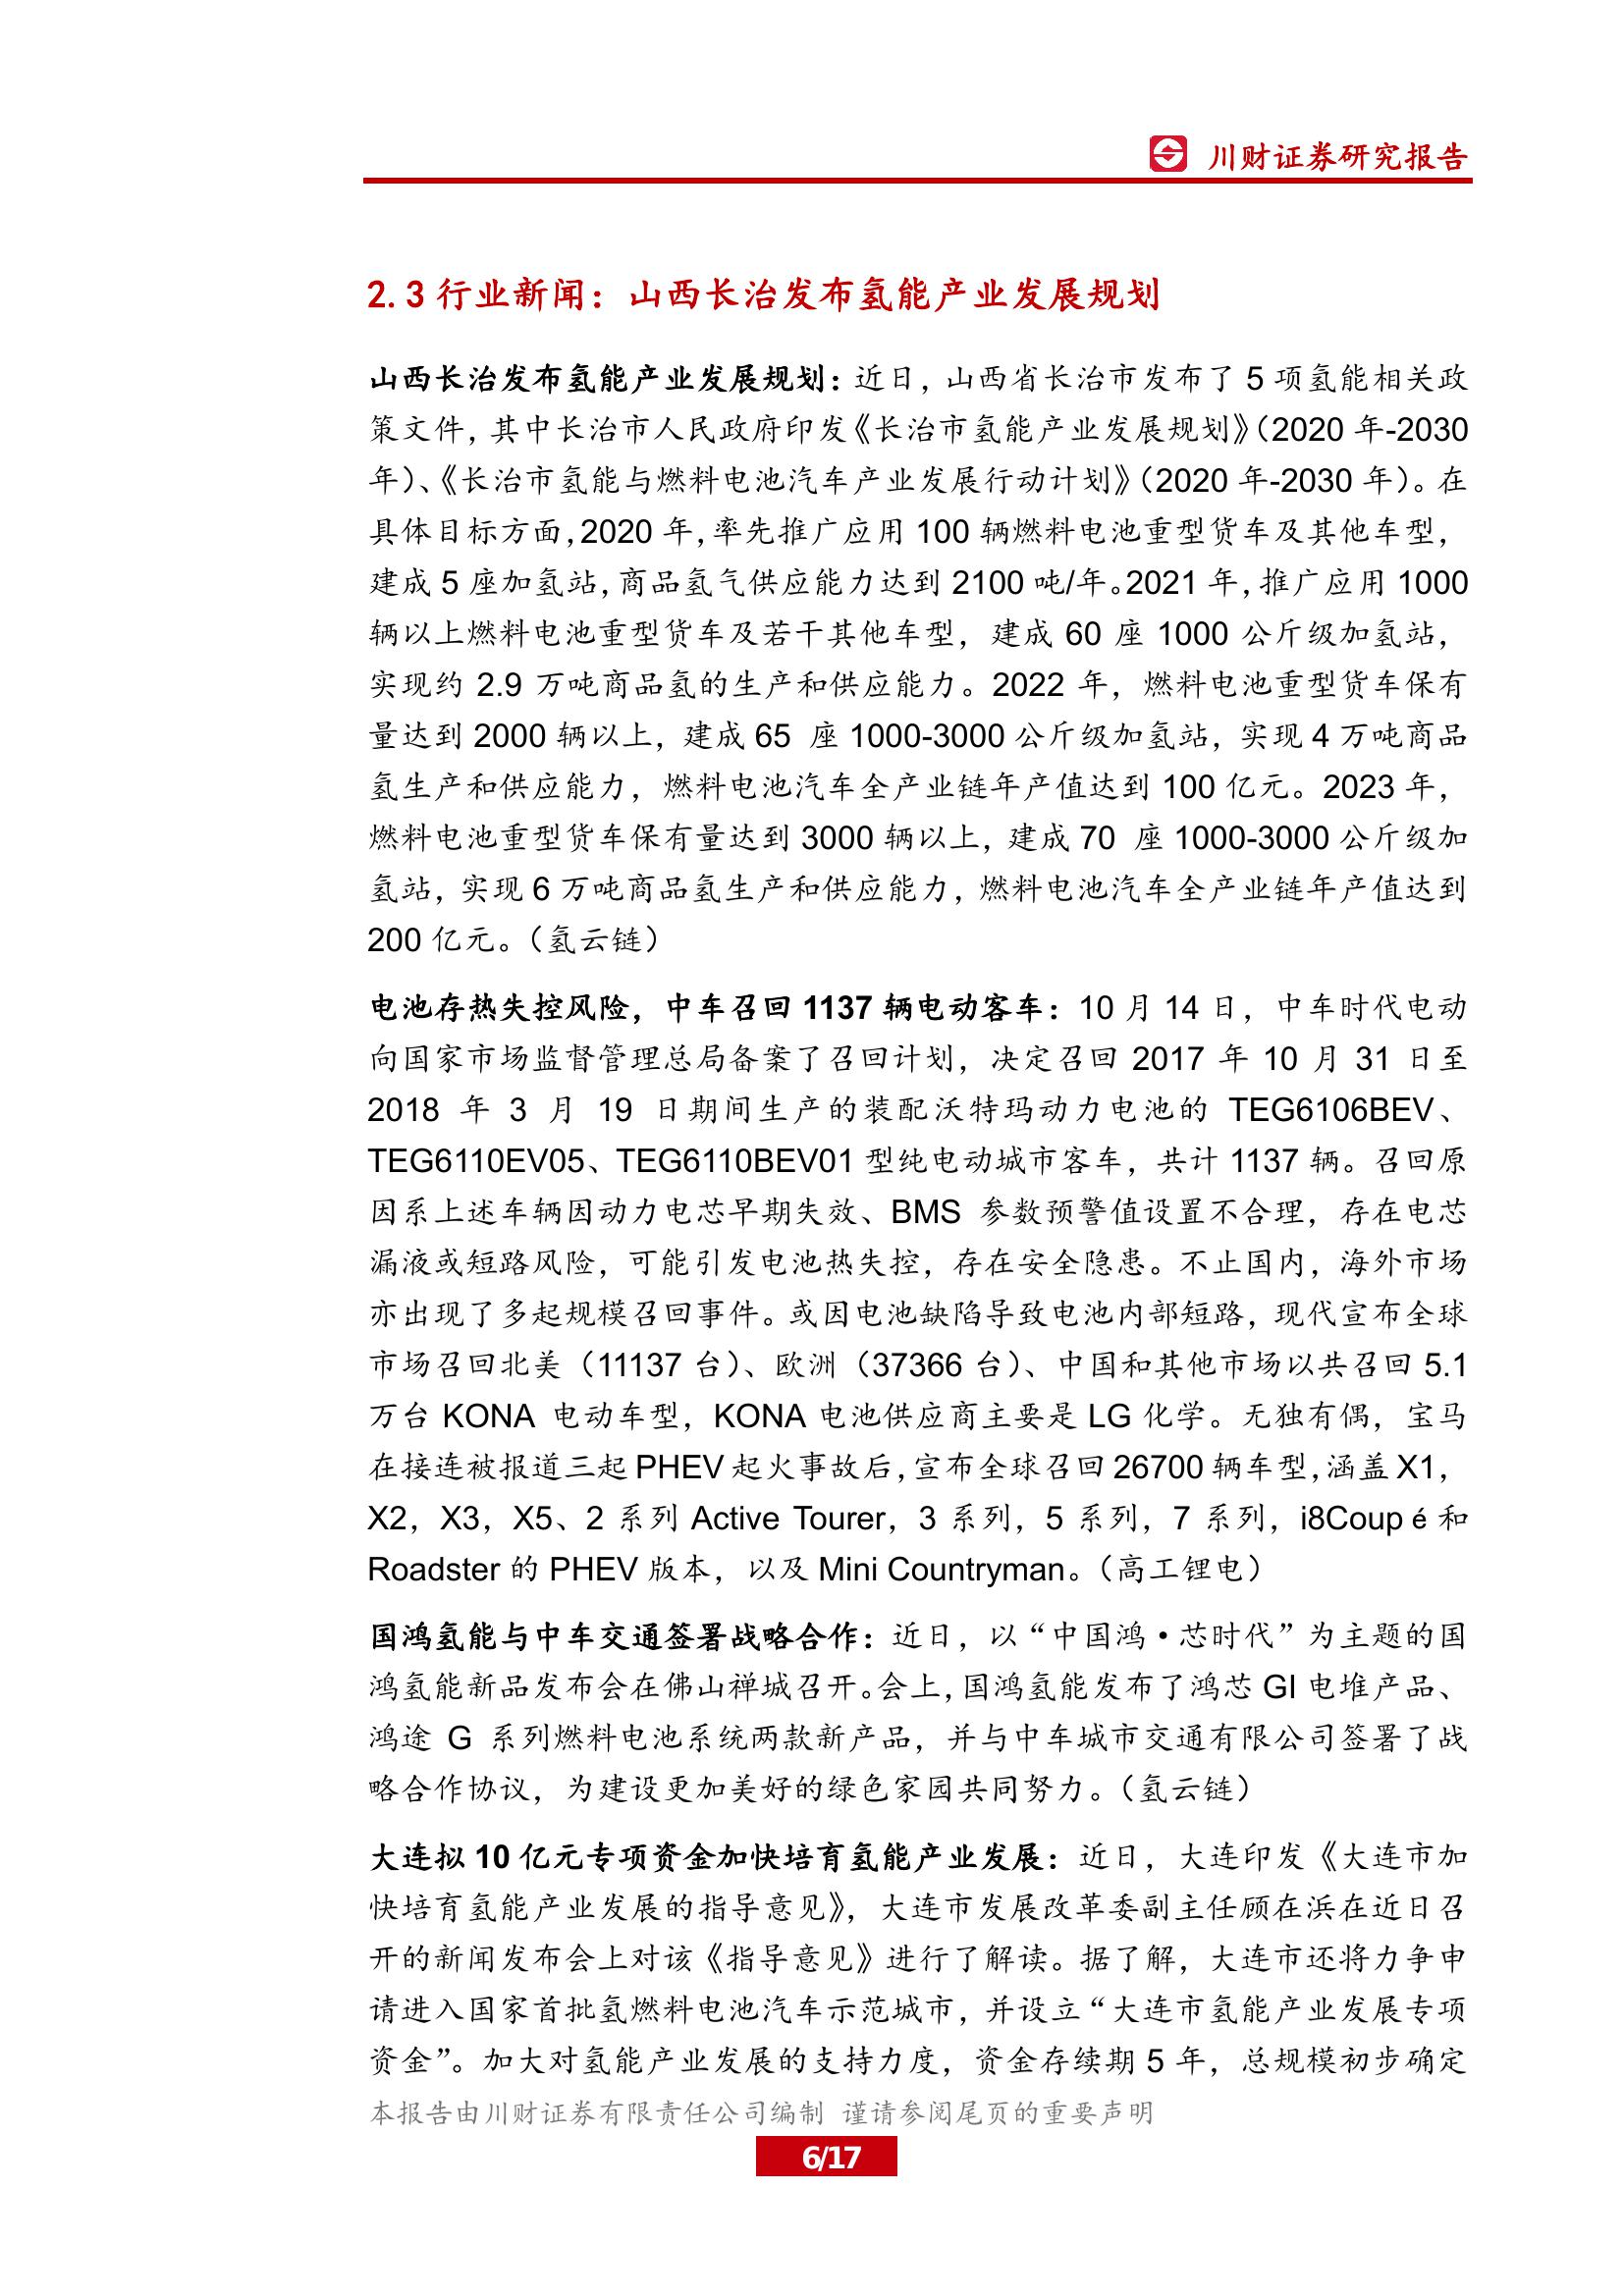 川财证券研究报告
2.3 行业新闻：山西长治发布氢能产业发展规划
山西长治发布氢能产业发展规划：近日，山西省长治市发布了 5 项氢能相关政
策文件，其中长治市人民政府印发《长治市氢能产业发展规划》（2020 年-2030
年）、《长治市氢能与燃料电池汽车产业发展行动计划》（2020 年-2030 年）。在
具体目标方面，2020 年，率先推广应用 100 辆燃料电池重型货车及其他车型，
建成 5 座加氢站，商品氢气供应能力达到 2100 吨/年。2021 年，推广应用 1000
辆以上燃料电池重型货车及若干其他车型，建成 60 座 1000 公斤级加氢站，
实现约 2.9 万吨商品氢的生产和供应能力。2022 年，燃料电池重型货车保有
量达到 2000 辆以上，建成 65 座 1000-3000 公斤级加氢站，实现 4 万吨商品
氢生产和供应能力，燃料电池汽车全产业链年产值达到 100 亿元。2023 年，
燃料电池重型货车保有量达到 3000 辆以上，建成 70 座 1000-3000 公斤级加
氢站，实现 6 万吨商品氢生产和供应能力，燃料电池汽车全产业链年产值达到
200 亿元。（氢云链）
电池存热失控风险，中车召回 1137 辆电动客车：10 月 14 日，中车时代电动
向国家市场监督管理总局备案了召回计划，决定召回 2017 年 10 月 31 日至
2018 年 3 月 19 日期间生产的装配沃特玛动力电池的 TEG6106BEV、
TEG6110EV05、TEG6110BEV01 型纯电动城市客车，共计 1137 辆。召回原
因系上述车辆因动力电芯早期失效、BMS 参数预警值设置不合理，存在电芯
漏液或短路风险，可能引发电池热失控，存在安全隐患。不止国内，海外市场
亦出现了多起规模召回事件。或因电池缺陷导致电池内部短路，现代宣布全球
市场召回北美（11137 台）、欧洲（37366 台）、中国和其他市场以共召回 5.1
万台 KONA 电动车型，KONA 电池供应商主要是 LG 化学。无独有偶，宝马
在接连被报道三起 PHEV 起火事故后，宣布全球召回 26700 辆车型，涵盖 X1，
X2，X3，X5、2 系列 Active Tourer，3 系列，5 系列，7 系列，i8Coup é 和
Roadster 的 PHEV 版本，以及 Mini Countryman。（高工锂电）
国鸿氢能与中车交通签署战略合作：近日，以“中国鸿•芯时代”为主题的国
鸿氢能新品发布会在佛山禅城召开。会上，国鸿氢能发布了鸿芯 GI 电堆产品、
鸿途 G 系列燃料电池系统两款新产品，并与中车城市交通有限公司签署了战
略合作协议，为建设更加美好的绿色家园共同努力。（氢云链）
大连拟 10 亿元专项资金加快培育氢能产业发展：近日，大连印发《大连市加
快培育氢能产业发展的指导意见》，大连市发展改革委副主任顾在浜在近日召
开的新闻发布会上对该《指导意见》进行了解读。据了解，大连市还将力争申
请进入国家首批氢燃料电池汽车示范城市，并设立“大连市氢能产业发展专项
资金”。加大对氢能产业发展的支持力度，资金存续期 5 年，总规模初步确定
本报告由川财证券有限责任公司编制 谨请参阅尾页的重要声明
6/17